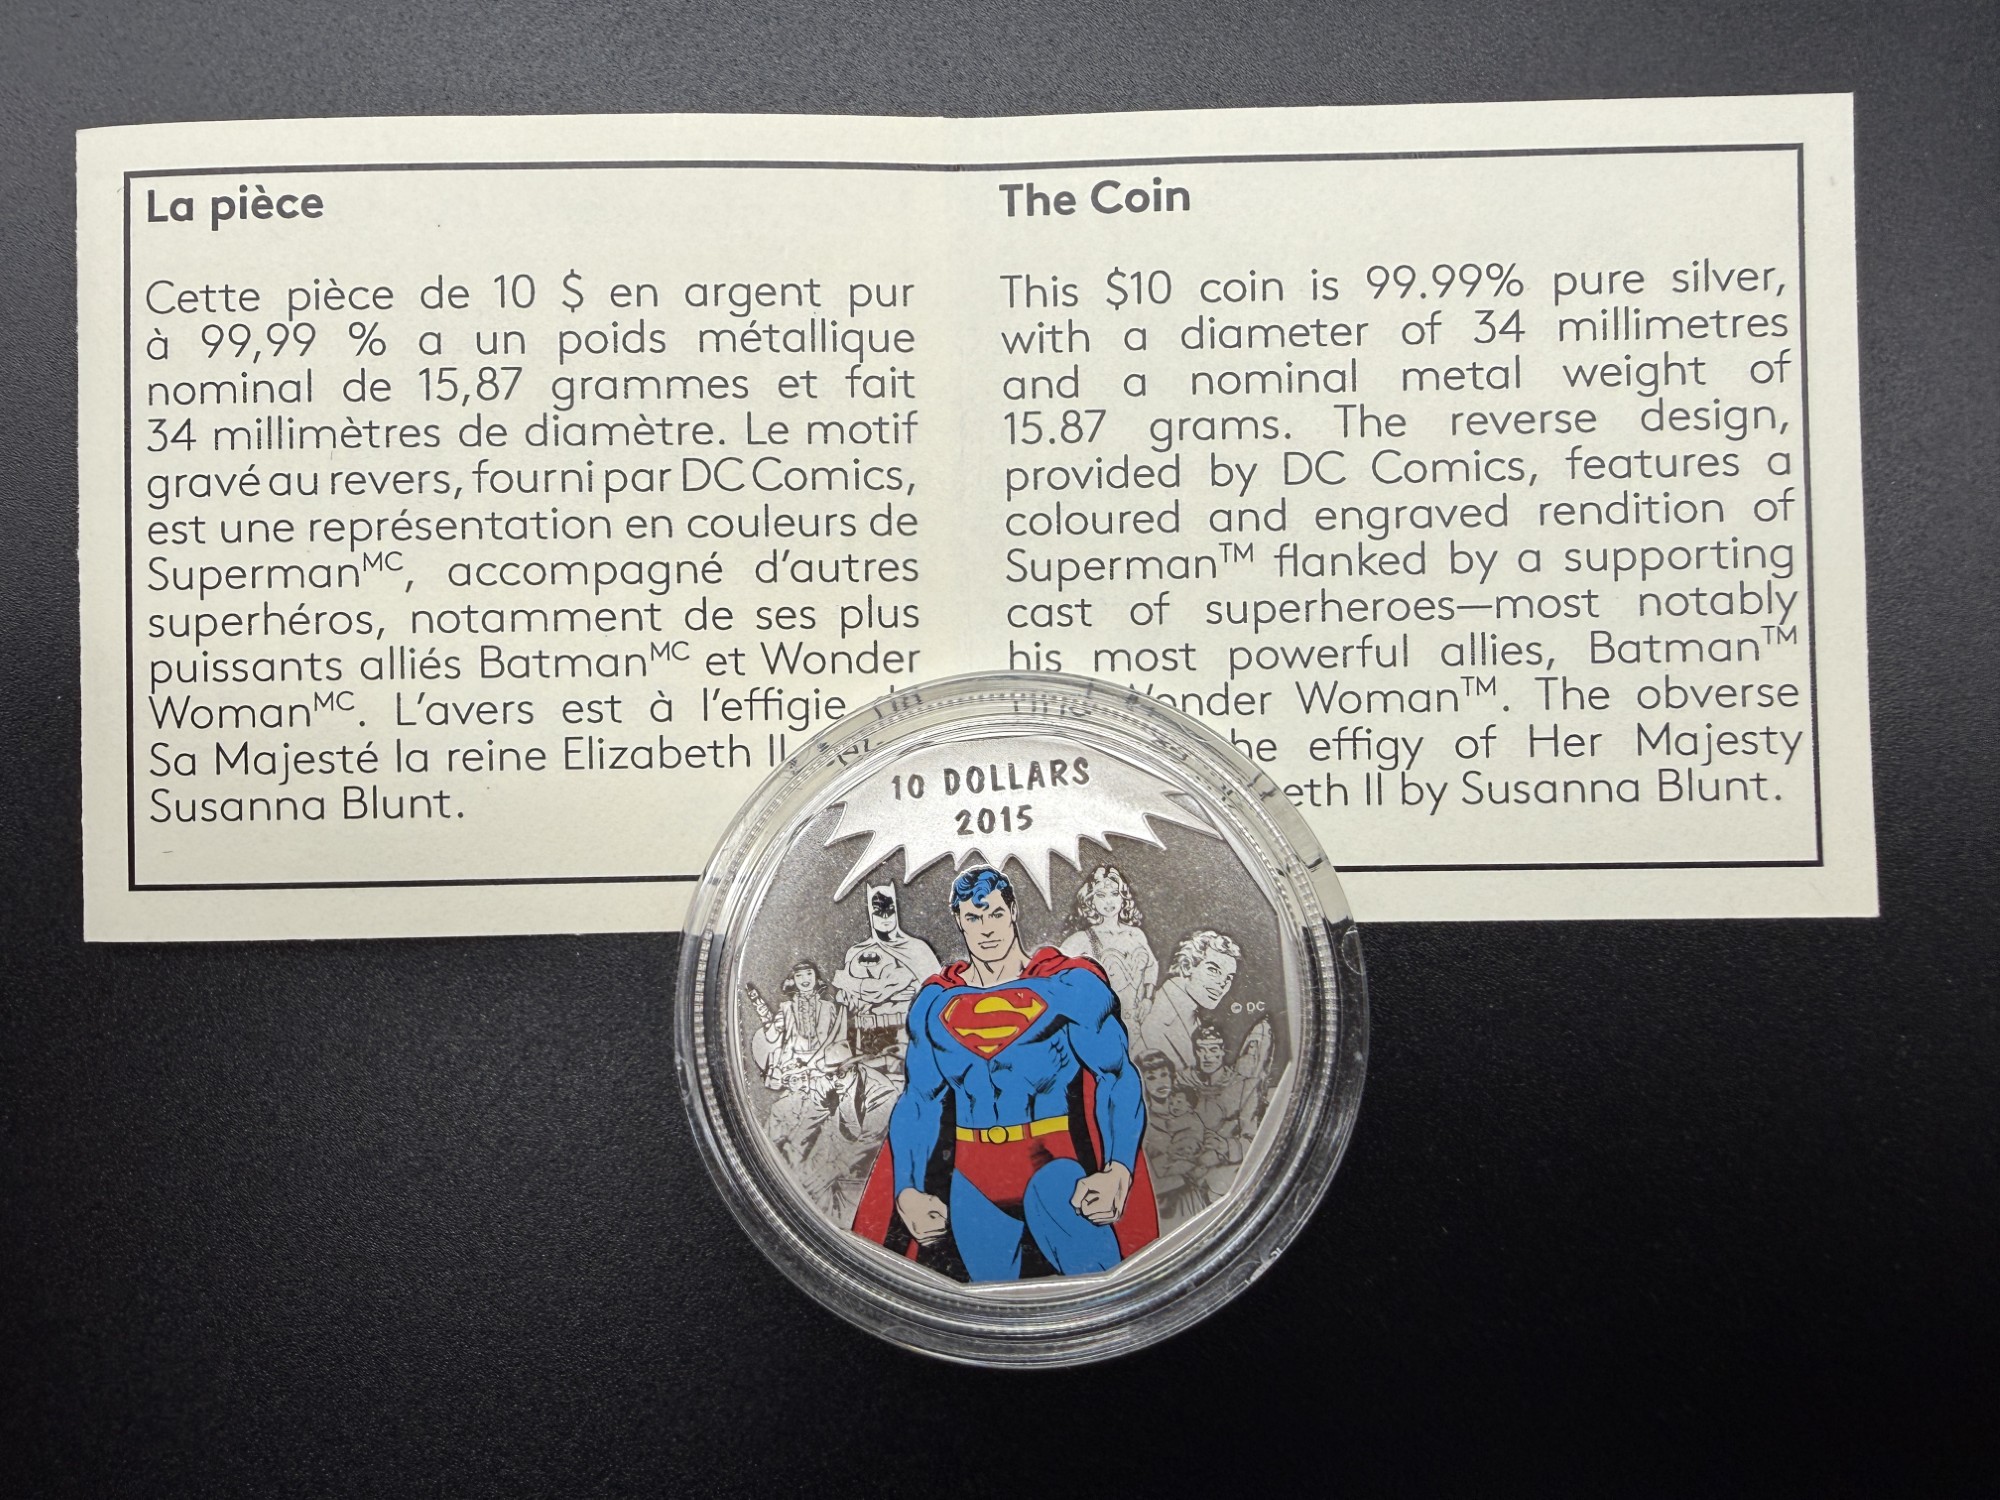 La pièce
Cette pièce de 10 $ en argent pur
à 99,99 % a un poids métallique
nominal de 15,87 grammes et fait
34 millimètres de diamètre. Le motif
gravé au revers, fourni par DC Comics,
est une représentation en couleurs de
Superman^MC, accompagné d'autres
superhéros, notamment de ses plus
puissants alliés Batman^MC et Wonder
Woman^MC. L'avers est à l'effigie
Sa Majesté la reine Elizabeth II
Susanna Blunt.
The Coin
This $10 coin is 99.99% pure silver,
with a diameter of 34 millimetres
and a nominal metal weight of
15.87 grams. The reverse design,
provided by DC Comics, features a
coloured and engraved rendition of
Superman™ flanked by a supporting
cast of superheroes—most notably
his most powerful allies, Batman™
Wonder Woman™. The obverse
effigy of Her Majesty
II by Susanna Blunt.
10 DOLLARS
2015
S
© DC